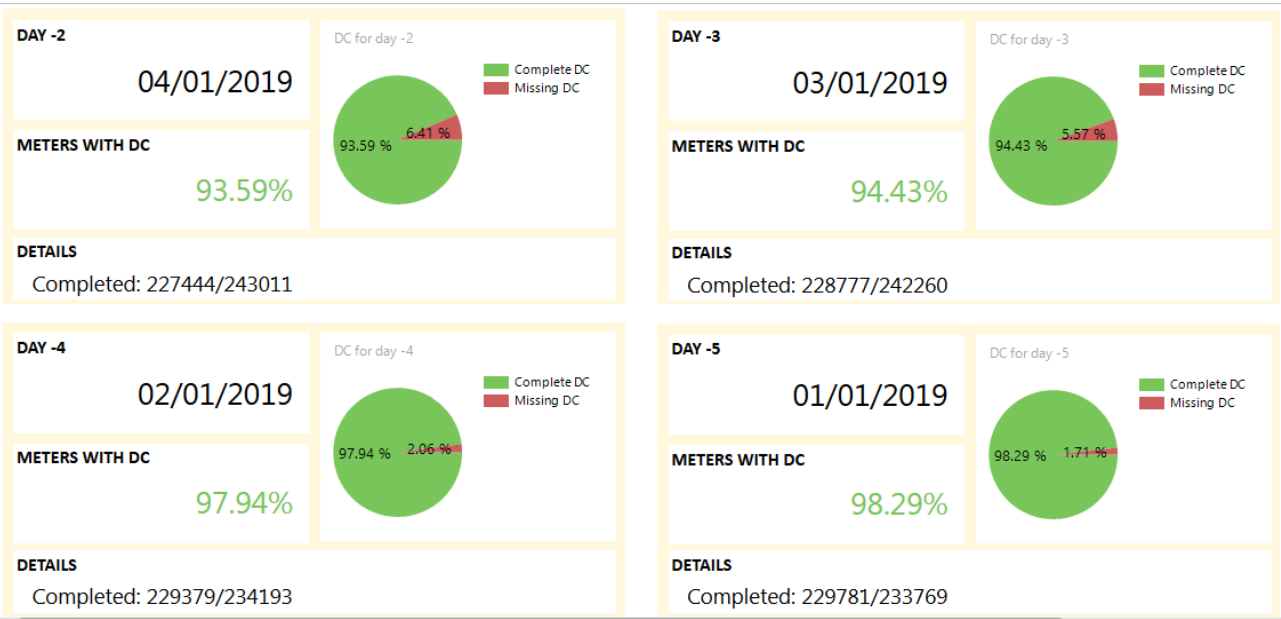 DAY -2
04/01/2019
METERS WITH DC
93.59%
DC for day -2
Complete DC
Missing DC
93.59 %
6.41 %
DETAILS
Completed: 227444/243011
DAY -3
03/01/2019
METERS WITH DC
94.43%
DC for day -3
Complete DC
Missing DC
94.43 %
5.57 %
DETAILS
Completed: 228777/242260
DAY -4
02/01/2019
METERS WITH DC
97.94%
DC for day -4
Complete DC
Missing DC
97.94 %
2.06 %
DETAILS
Completed: 229379/234193
DAY -5
01/01/2019
METERS WITH DC
98.29%
DC for day -5
Complete DC
Missing DC
98.29 %
1.71 %
DETAILS
Completed: 229781/233769